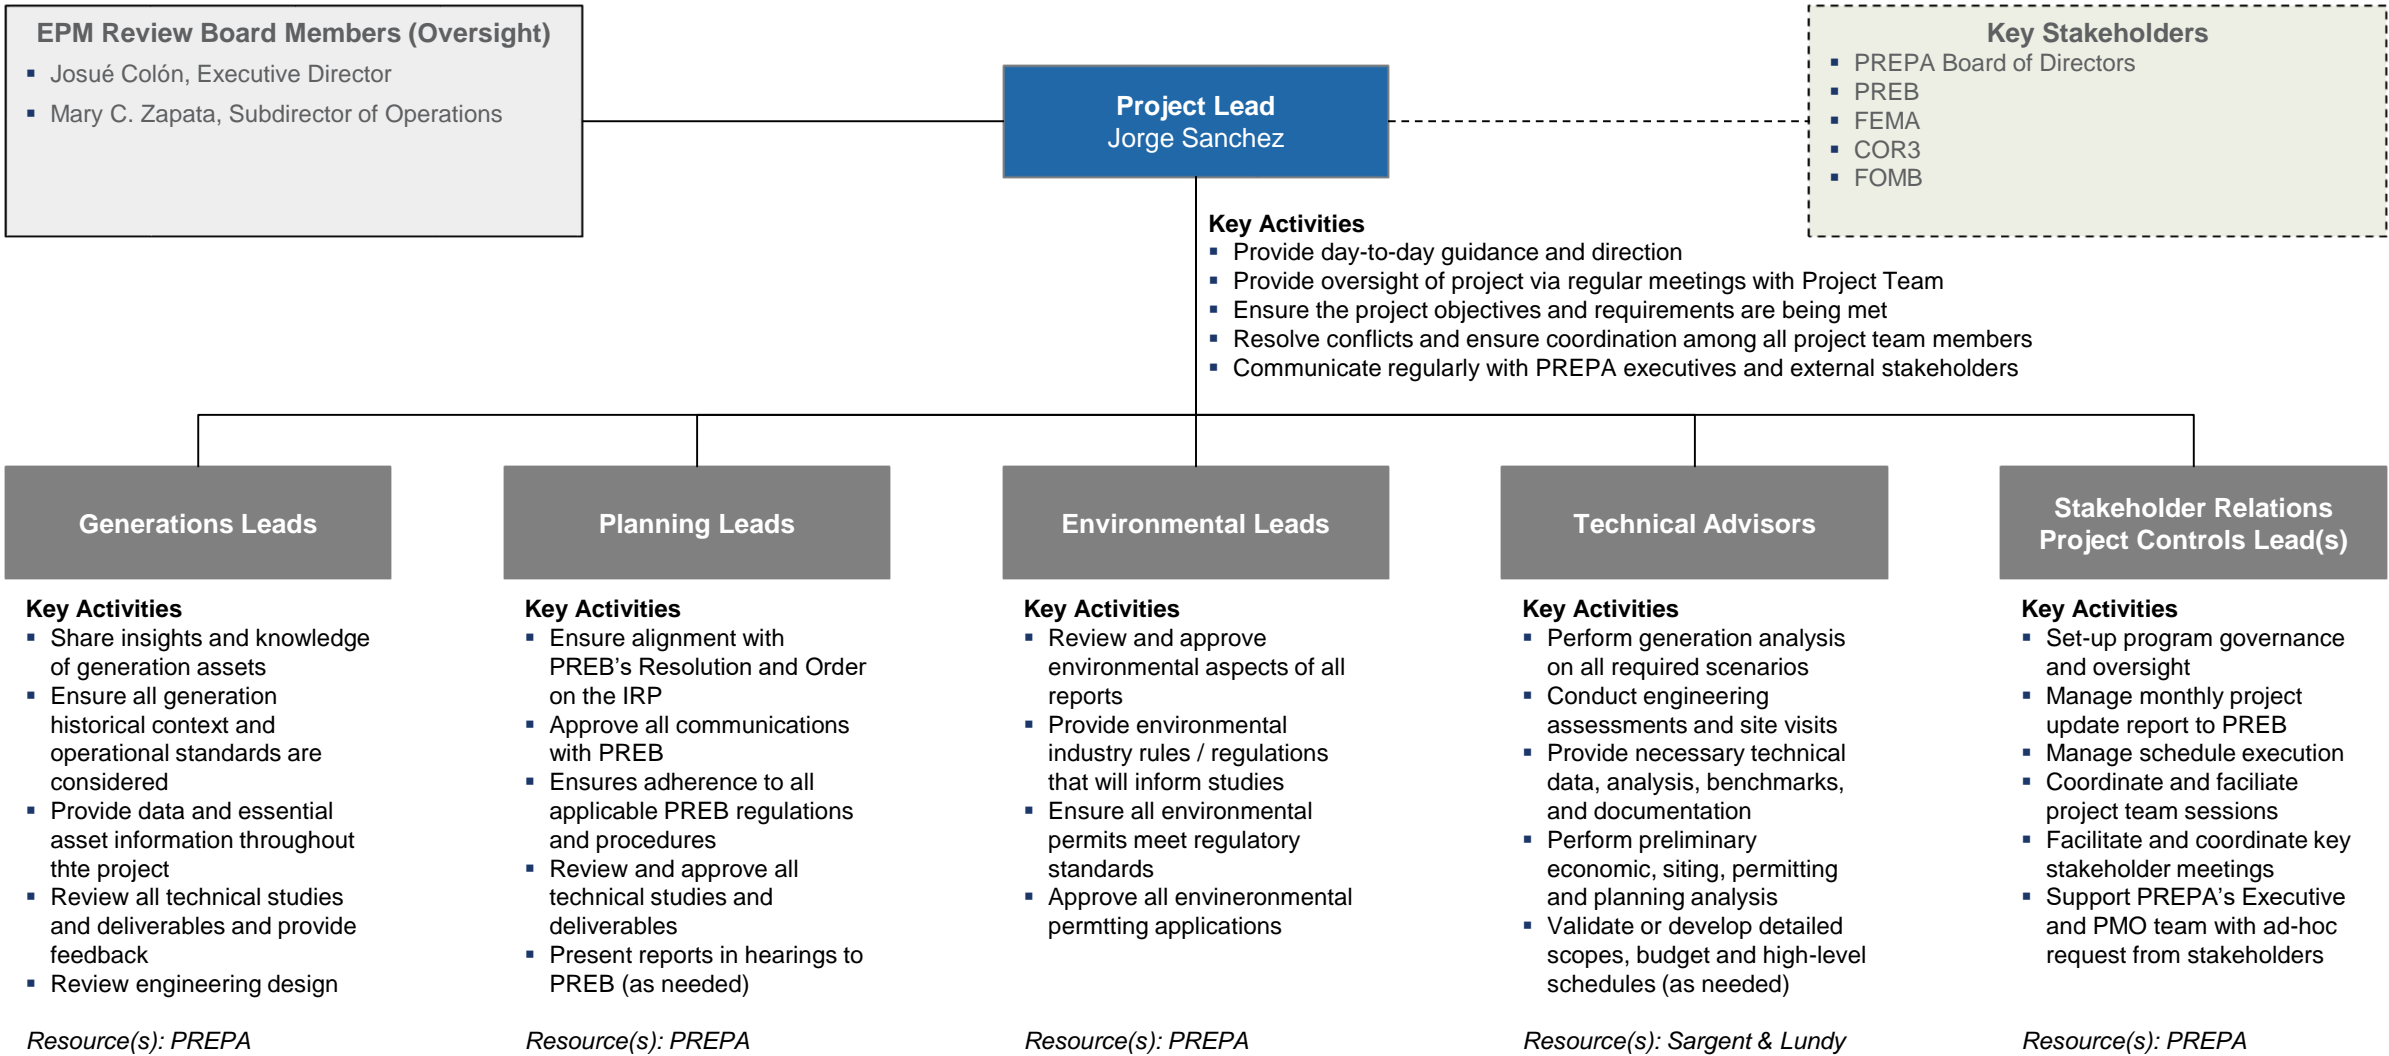 EPM Review Board Members (Oversight)
▪ Josué Colón, Executive Director
▪ Mary C. Zapata, Subdirector of Operations
Project Lead
Jorge Sanchez
Key Stakeholders
▪ PREPA Board of Directors
▪ PREB
▪ FEMA
▪ COR3
▪ FOMB
Key Activities
▪ Provide day-to-day guidance and direction
▪ Provide oversight of project via regular meetings with Project Team
▪ Ensure the project objectives and requirements are being met
▪ Resolve conflicts and ensure coordination among all project team members
▪ Communicate regularly with PREPA executives and external stakeholders
Generations Leads
Key Activities
▪ Share insights and knowledge
of generation assets
▪ Ensure all generation
historical context and
operational standards are
considered
▪ Provide data and essential
asset information throughout
thte project
▪ Review all technical studies
and deliverables and provide
feedback
▪ Review engineering design
Resource(s): PREPA
Planning Leads
Key Activities
▪ Ensure alignment with
PREB’s Resolution and Order
on the IRP
▪ Approve all communications
with PREB
▪ Ensures adherence to all
applicable PREB regulations
and procedures
▪ Review and approve all
technical studies and
deliverables
▪ Present reports in hearings to
PREB (as needed)
Resource(s): PREPA
Environmental Leads
Key Activities
▪ Review and approve
environmental aspects of all
reports
▪ Provide environmental
industry rules / regulations
that will inform studies
▪ Ensure all environmental
permits meet regulatory
standards
▪ Approve all envineronmental
permtting applications
Resource(s): PREPA
Technical Advisors
Key Activities
▪ Perform generation analysis
on all required scenarios
▪ Conduct engineering
assessments and site visits
▪ Provide necessary technical
data, analysis, benchmarks,
and documentation
▪ Perform preliminary
economic, siting, permitting
and planning analysis
▪ Validate or develop detailed
scopes, budget and high-level
schedules (as needed)
Resource(s): Sargent & Lundy
Stakeholder Relations
Project Controls Lead(s)
Key Activities
▪ Set-up program governance
and oversight
▪ Manage monthly project
update report to PREB
▪ Manage schedule execution
▪ Coordinate and faciliate
project team sessions
▪ Facilitate and coordinate key
stakeholder meetings
▪ Support PREPA’s Executive
and PMO team with ad-hoc
request from stakeholders
Resource(s): PREPA